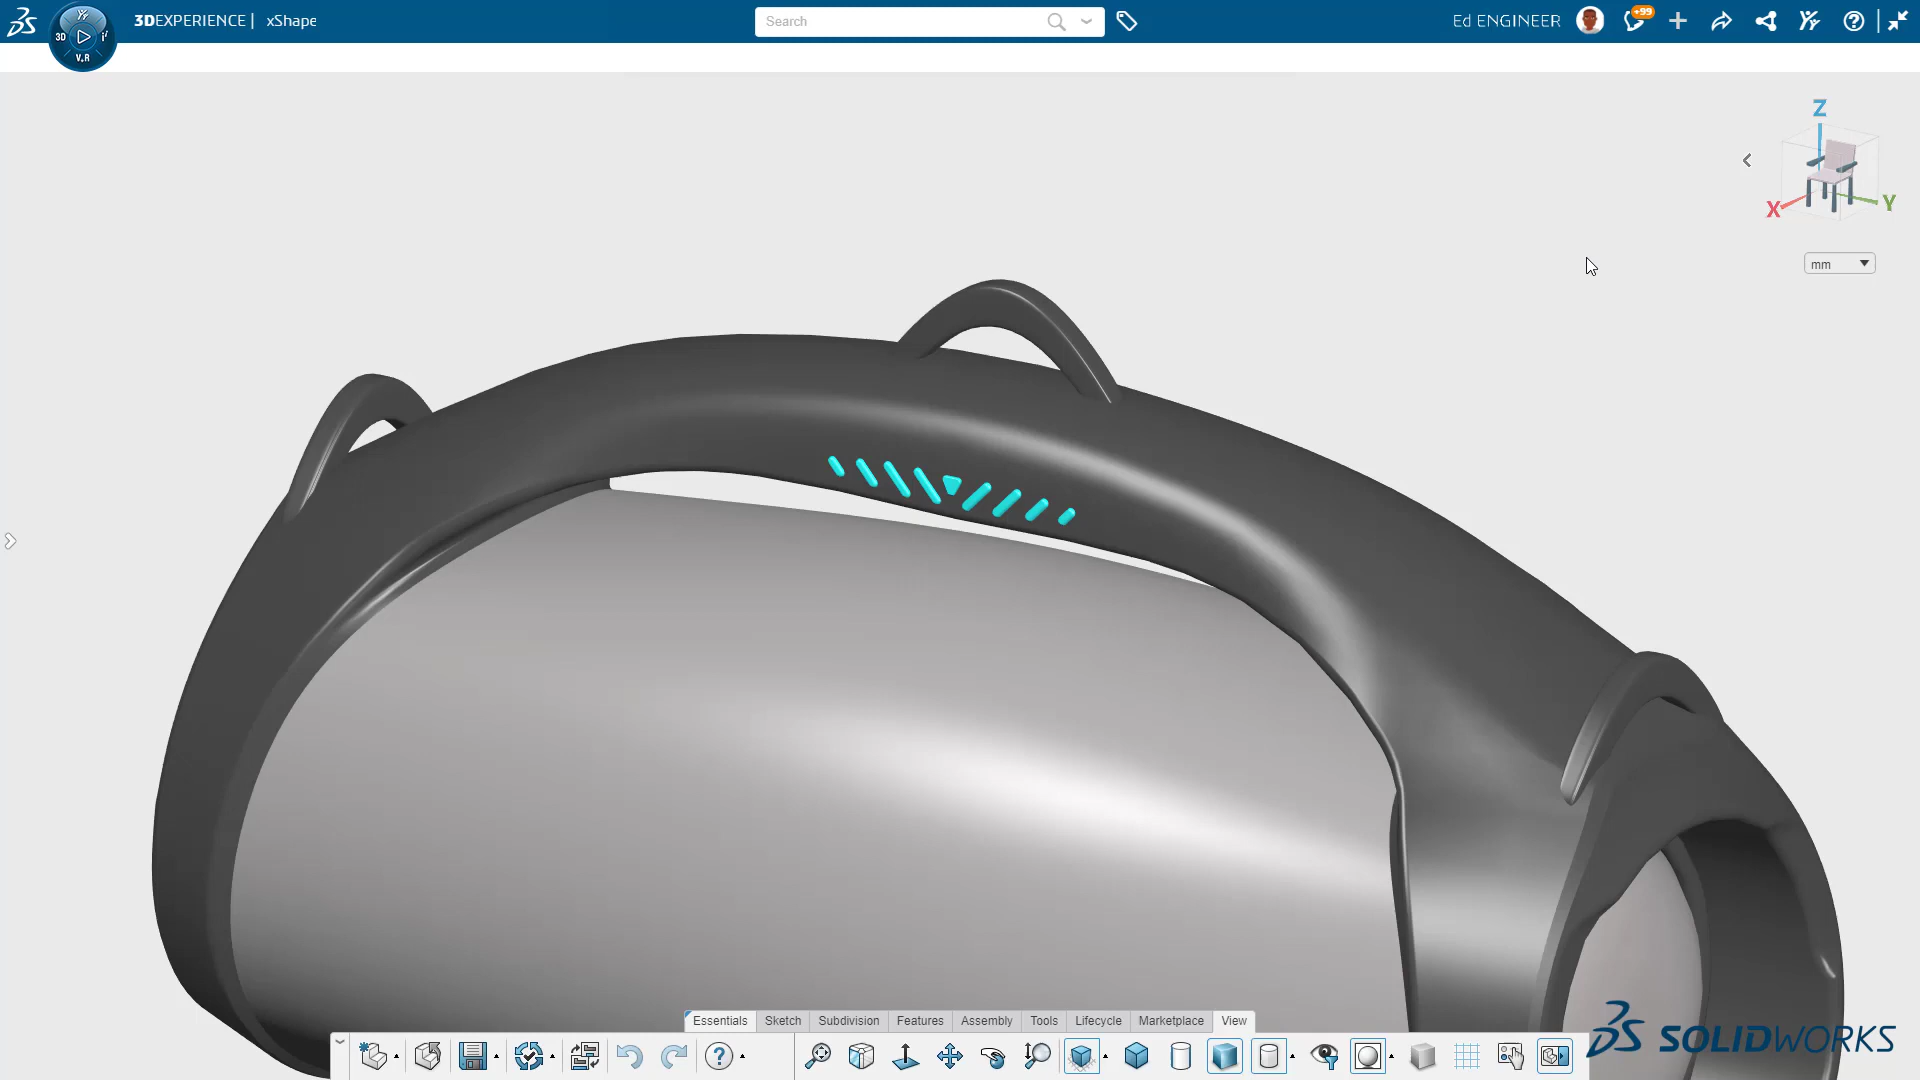 3DEXPERIENCE | xShape
Search
Ed ENGINEER
+99
3D
V.R
Z
X
Y
mm
Essentials
Sketch
Subdivision
Features
Assembly
Tools
Lifecycle
Marketplace
View
SOLIDWORKS